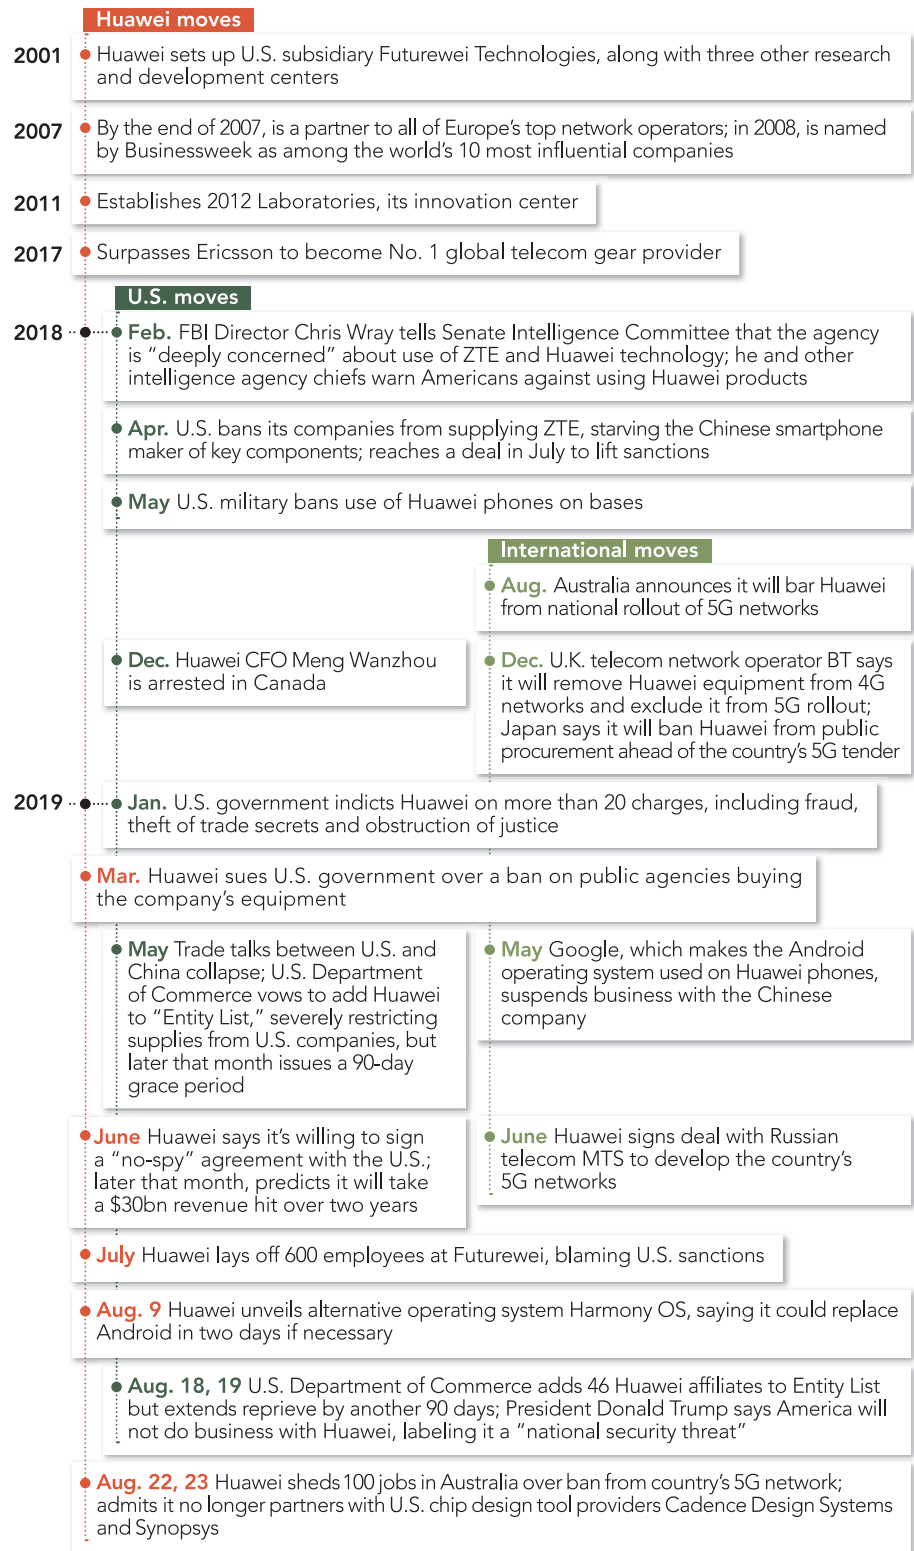 Huawei moves
2001
Huawei sets up U.S. subsidiary Futurewei Technologies, along with three other research
and development centers
2007
By the end of 2007, is a partner to all of Europe's top network operators; in 2008, is named
by Businessweek as among the world's 10 most influential companies
2011
Establishes 2012 Laboratories, its innovation center
2017
Surpasses Ericsson to become No. 1 global telecom gear provider
U.S. moves
2018
Feb. FBI Director Chris Wray tells Senate Intelligence Committee that the agency
is “deeply concerned” about use of ZTE and Huawei technology; he and other
intelligence agency chiefs warn Americans against using Huawei products
Apr. U.S. bans its companies from supplying ZTE, starving the Chinese smartphone
maker of key components; reaches a deal in July to lift sanctions
May U.S. military bans use of Huawei phones on bases
International moves
Aug. Australia announces it will bar Huawei
from national rollout of 5G networks
Dec. Huawei CFO Meng Wanzhou
is arrested in Canada
Dec. U.K. telecom network operator BT says
it will remove Huawei equipment from 4G
networks and exclude it from 5G rollout;
Japan says it will ban Huawei from public
procurement ahead of the country's 5G tender
2019
Jan. U.S. government indicts Huawei on more than 20 charges, including fraud,
theft of trade secrets and obstruction of justice
Mar. Huawei sues U.S. government over a ban on public agencies buying
the company's equipment
May Trade talks between U.S. and
China collapse; U.S. Department
of Commerce vows to add Huawei
to “Entity List,” severely restricting
supplies from U.S. companies, but
later that month issues a 90-day
grace period
May Google, which makes the Android
operating system used on Huawei phones,
suspends business with the Chinese
company
June Huawei says it's willing to sign
a “no-spy” agreement with the U.S.;
later that month, predicts it will take
a $30bn revenue hit over two years
June Huawei signs deal with Russian
telecom MTS to develop the country's
5G networks
July Huawei lays off 600 employees at Futurewei, blaming U.S. sanctions
Aug. 9 Huawei unveils alternative operating system Harmony OS, saying it could replace
Android in two days if necessary
Aug. 18, 19 U.S. Department of Commerce adds 46 Huawei affiliates to Entity List
but extends reprieve by another 90 days; President Donald Trump says America will
not do business with Huawei, labeling it a “national security threat”
Aug. 22, 23 Huawei sheds 100 jobs in Australia over ban from country's 5G network;
admits it no longer partners with U.S. chip design tool providers Cadence Design Systems
and Synopsys